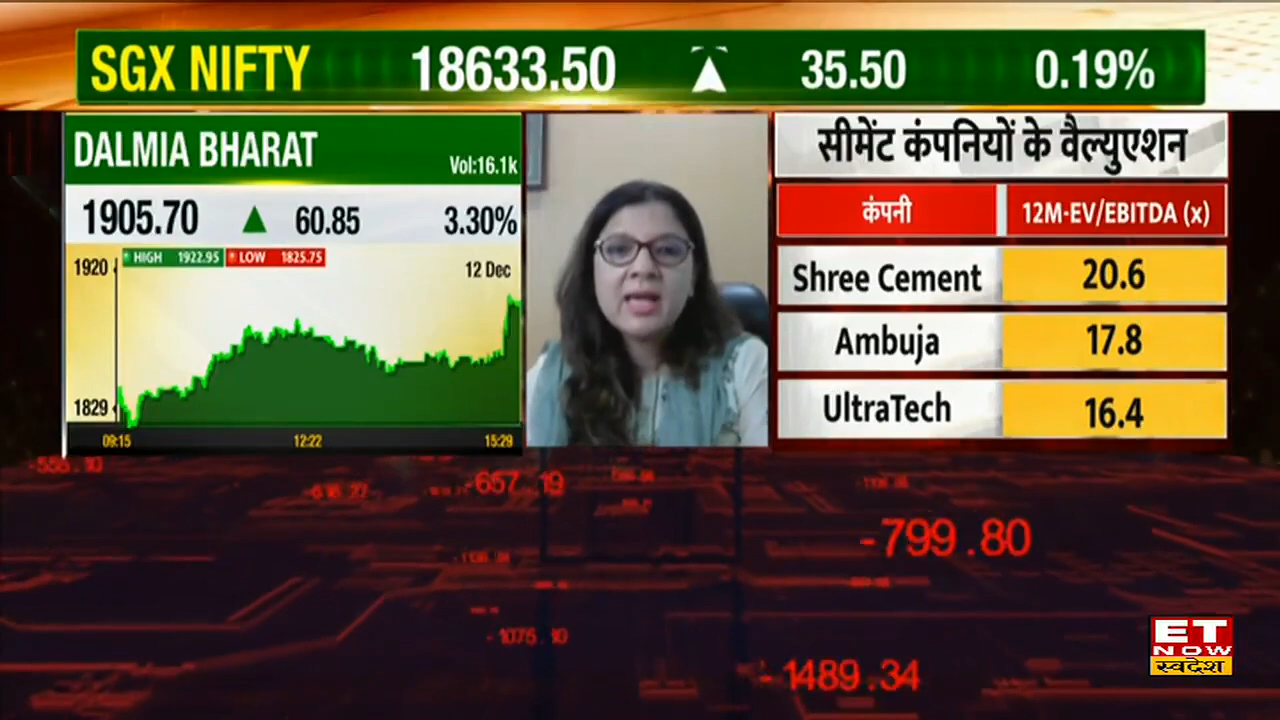 SGX NIFTY 18633.50 35.50 0.19%
DALMIA BHARAT Vol:16.1k
1905.70 60.85 3.30%
HIGH 1922.95 LOW 1825.75
1920 12 Dec
1829
09:15 12:22 15:29
सीमेंट कंपनियों के वैल्युएशन
कंपनी 12M-EV/EBITDA (x)
Shree Cement 20.6
Ambuja 17.8
UltraTech 16.4
-657.19
-799.80
-1075.10
-1489.34
ET
NOW
स्वदेश